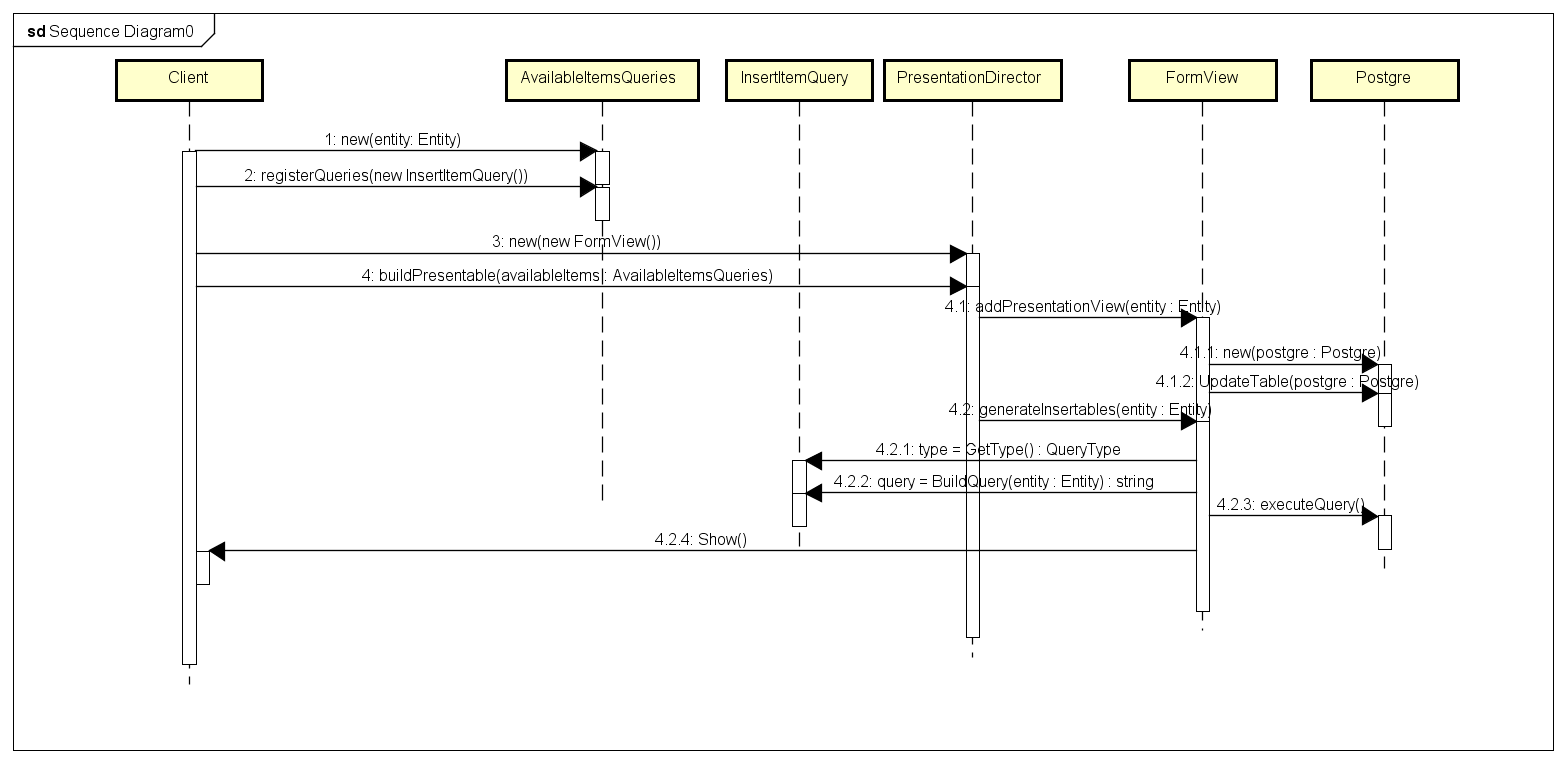 sd Sequence Diagram0
Client
AvailableItemsQueries
InsertItemQuery
PresentationDirector
FormView
Postgre
1: new(entity: Entity)
2: registerQueries(new InsertItemQuery())
3: new(new FormView())
4: buildPresentable(availableItems : AvailableItemsQueries)
4.1: addPresentationView(entity : Entity)
4.1.1: new(postgre : Postgre)
4.1.2: UpdateTable(postgre : Postgre)
4.2: generateInsertables(entity : Entity)
4.2.1: type = GetType() : QueryType
4.2.2: query = BuildQuery(entity : Entity) : string
4.2.3: executeQuery()
4.2.4: Show()